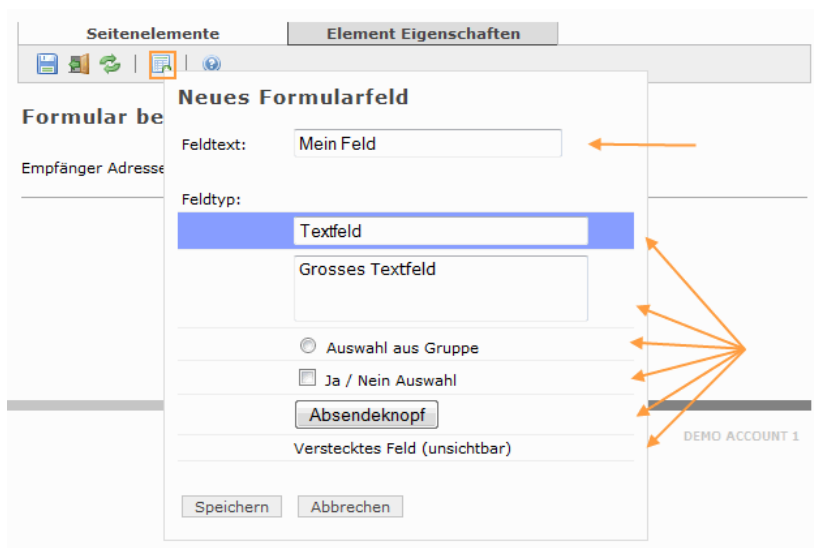 Seitenelemente
Element Eigenschaften
Neues Formularfeld
Formular be
Feldtext:
Mein Feld
Empfänger Adresse
Feldtyp:
Textfeld
Grosses Textfeld
Auswahl aus Gruppe
Ja / Nein Auswahl
Absendeknopf
DEMO ACCOUNT 1
Verstecktes Feld (unsichtbar)
Speichern
Abbrechen